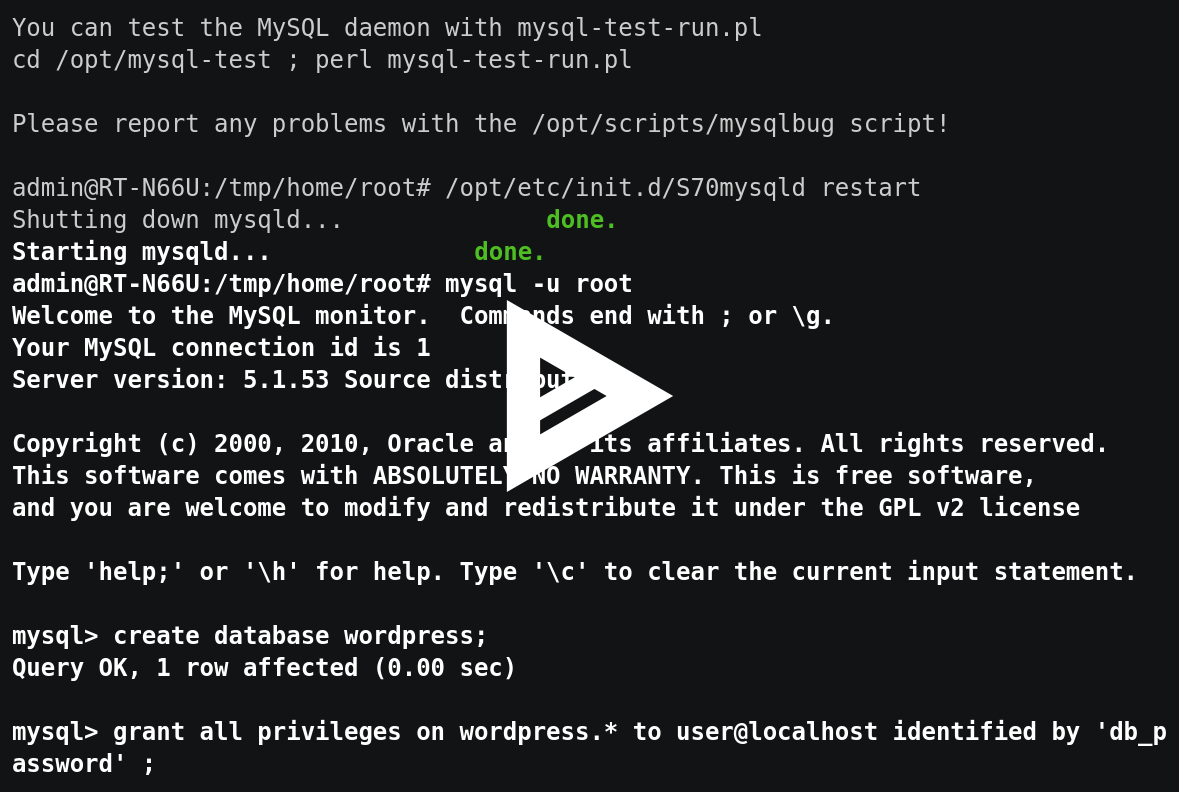 You can test the MySQL daemon with mysql-test-run.pl
cd /opt/mysql-test ; perl mysql-test-run.pl
Please report any problems with the /opt/scripts/mysqlbug script!
admin@RT-N66U:/tmp/home/root# /opt/etc/init.d/S70mysqld restart
Shutting down mysqld... done.
Starting mysqld... done.
admin@RT-N66U:/tmp/home/root# mysql -u root
Welcome to the MySQL monitor. Commands end with ; or \g.
Your MySQL connection id is 1
Server version: 5.1.53 Source
Copyright (c) 2000, 2010, Oracle its affiliates. All rights reserved.
This software comes with ABSOLUTELY NO WARRANTY. This is free software,
and you are welcome to modify and redistribute it under the GPL v2 license
Type 'help;' or '\h' for help. Type '\c' to clear the current input statement.
mysql> create database wordpress;
Query OK, 1 row affected (0.00 sec)
mysql> grant all privileges on wordpress.* to user@localhost identified by 'db_p
assword' ;